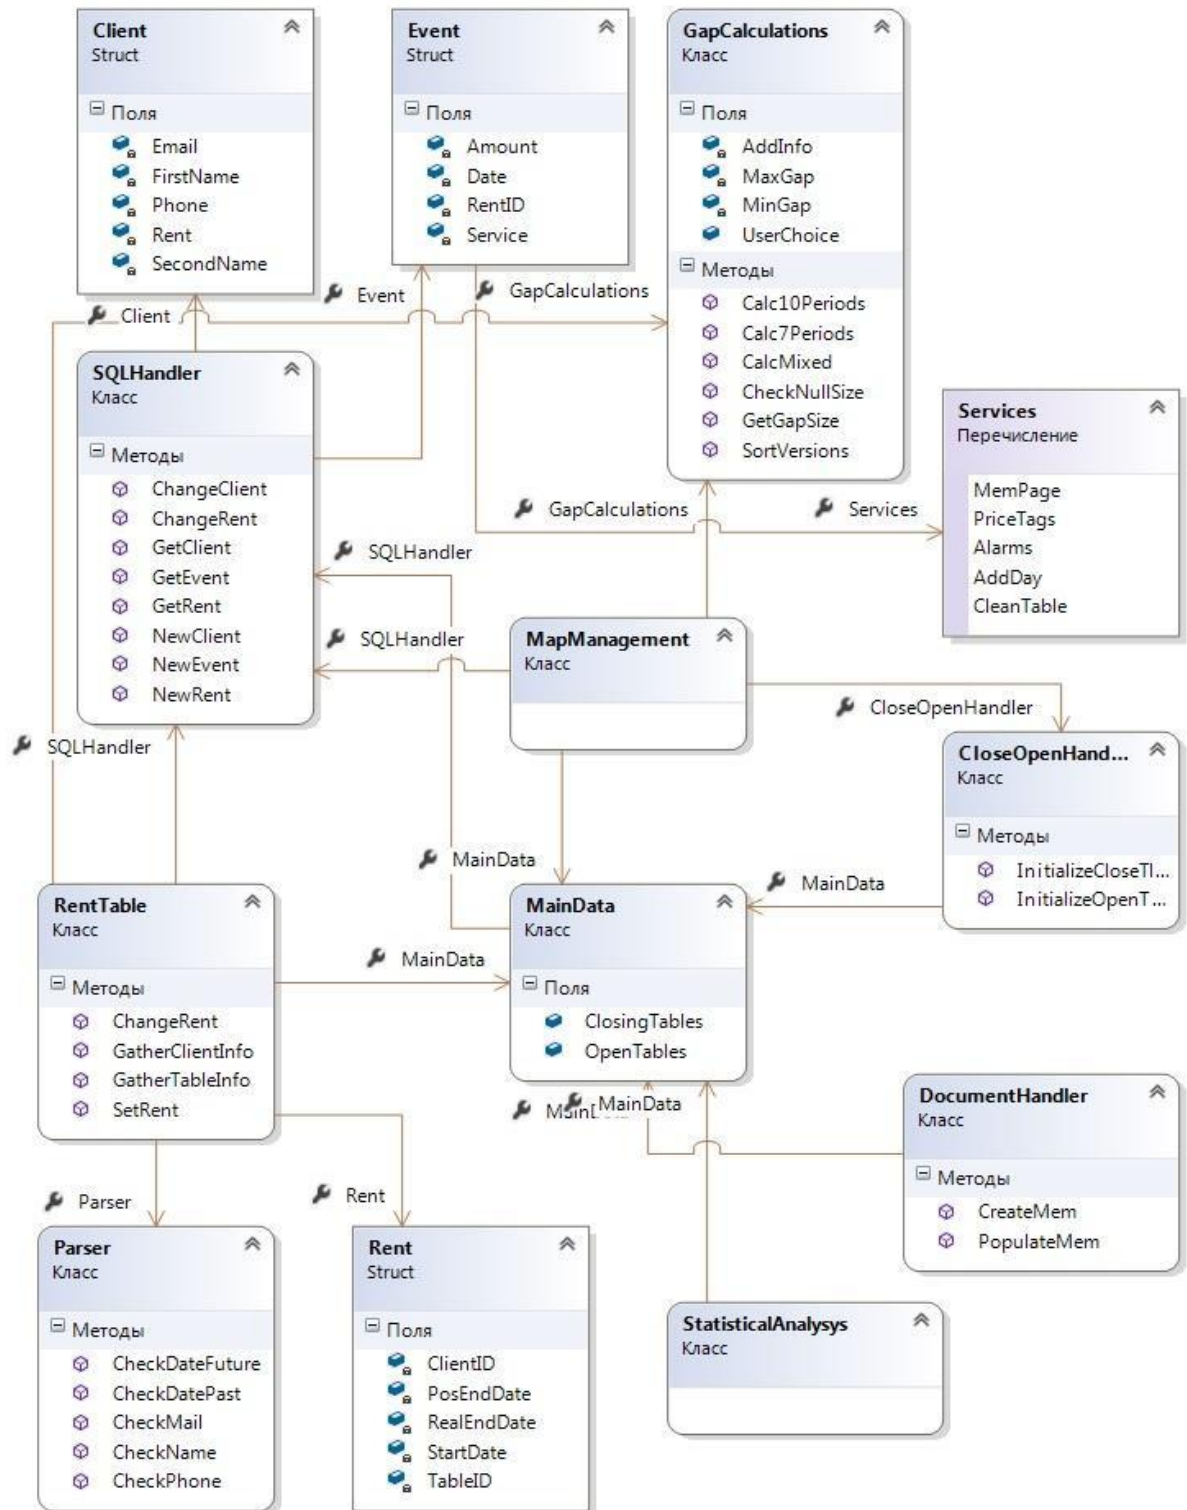 Client
Struct
Поля
Email
FirstName
Phone
Rent
SecondName
Event
Struct
Поля
Amount
Date
RentID
Service
GapCalculations
Класс
Поля
AddInfo
MaxGap
MinGap
UserChoice
Методы
Calc10Periods
Calc7Periods
CalcMixed
CheckNullSize
GetGapSize
SortVersions
Client
Event
GapCalculations
SQLHandler
Класс
Методы
ChangeClient
ChangeRent
GetClient
GetEvent
GetRent
NewClient
NewEvent
NewRent
Services
Перечисление
MemPage
PriceTags
Alarms
AddDay
CleanTable
GapCalculations
Services
SQLHandler
SQLHandler
MapManagement
Класс
CloseOpenHandler
SQLHandler
CloseOpenHand...
Класс
Методы
InitializeCloseTl...
InitializeOpenT...
MainData
MainData
RentTable
Класс
Методы
ChangeRent
GatherClientInfo
GatherTableInfo
SetRent
MainData
MainData
Класс
Поля
ClosingTables
OpenTables
MainData
DocumentHandler
Класс
Методы
CreateMem
PopulateMem
Parser
Rent
Parser
Класс
Методы
CheckDateFuture
CheckDatePast
CheckMail
CheckName
CheckPhone
Rent
Struct
Поля
ClientID
PosEndDate
RealEndDate
StartDate
TableID
StatisticalAnalysys
Класс